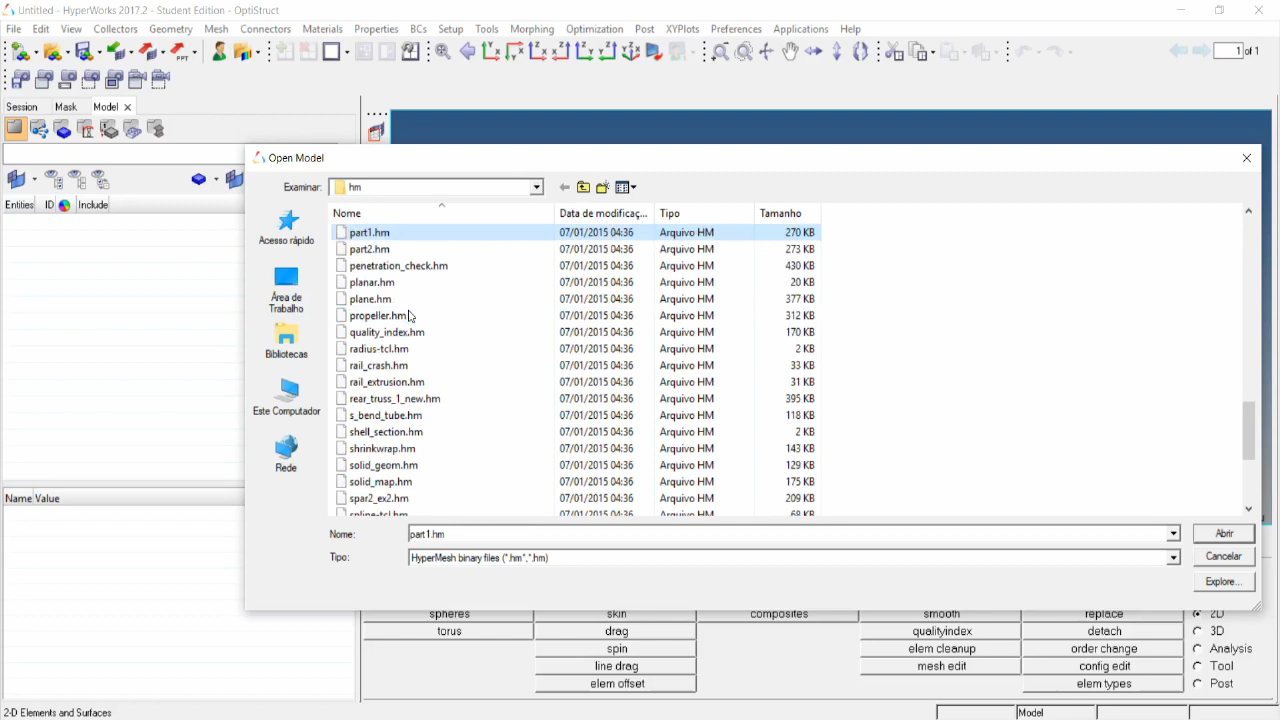 Untitled - HyperWorks 2017.2 - Student Edition - OptiStruct
File Edit View Collectors Geometry Mesh Connectors Materials Properties BCs Setup Tools Morphing Optimization Post XYPlots Preferences Applications Help
1 of 1
Session Mask Model
Entities ID Include
Name Value
Open Model
Examinar: hm
Acesso rápido
Área de Trabalho
Bibliotecas
Este Computador
Rede
Nome Data de modificaç... Tipo Tamanho
part1.hm 07/01/2015 04:36 Arquivo HM 270 KB
part2.hm 07/01/2015 04:36 Arquivo HM 273 KB
penetration_check.hm 07/01/2015 04:36 Arquivo HM 430 KB
planar.hm 07/01/2015 04:36 Arquivo HM 20 KB
plane.hm 07/01/2015 04:36 Arquivo HM 377 KB
propeller.hm 07/01/2015 04:36 Arquivo HM 312 KB
quality_index.hm 07/01/2015 04:36 Arquivo HM 170 KB
radius-tcl.hm 07/01/2015 04:36 Arquivo HM 2 KB
rail_crash.hm 07/01/2015 04:36 Arquivo HM 33 KB
rail_extrusion.hm 07/01/2015 04:36 Arquivo HM 31 KB
rear_truss_1_new.hm 07/01/2015 04:36 Arquivo HM 395 KB
s_bend_tube.hm 07/01/2015 04:36 Arquivo HM 118 KB
shell_section.hm 07/01/2015 04:36 Arquivo HM 2 KB
shrinkwrap.hm 07/01/2015 04:36 Arquivo HM 143 KB
solid_geom.hm 07/01/2015 04:36 Arquivo HM 129 KB
solid_map.hm 07/01/2015 04:36 Arquivo HM 175 KB
spar2_ex2.hm 07/01/2015 04:36 Arquivo HM 209 KB
spline-tcl.hm 07/01/2015 04:36 Arquivo HM 68 KB
Nome: part1.hm Abrir
Tipo: HyperMesh binary files (*.hm*,*.hm) Cancelar
Explore...
spheres skin composites smooth replace 2D
torus drag qualityindex detach 3D
spin elem cleanup order change Analysis
line drag mesh edit config edit Tool
elem offset elem types Post
2-D Elements and Surfaces Model